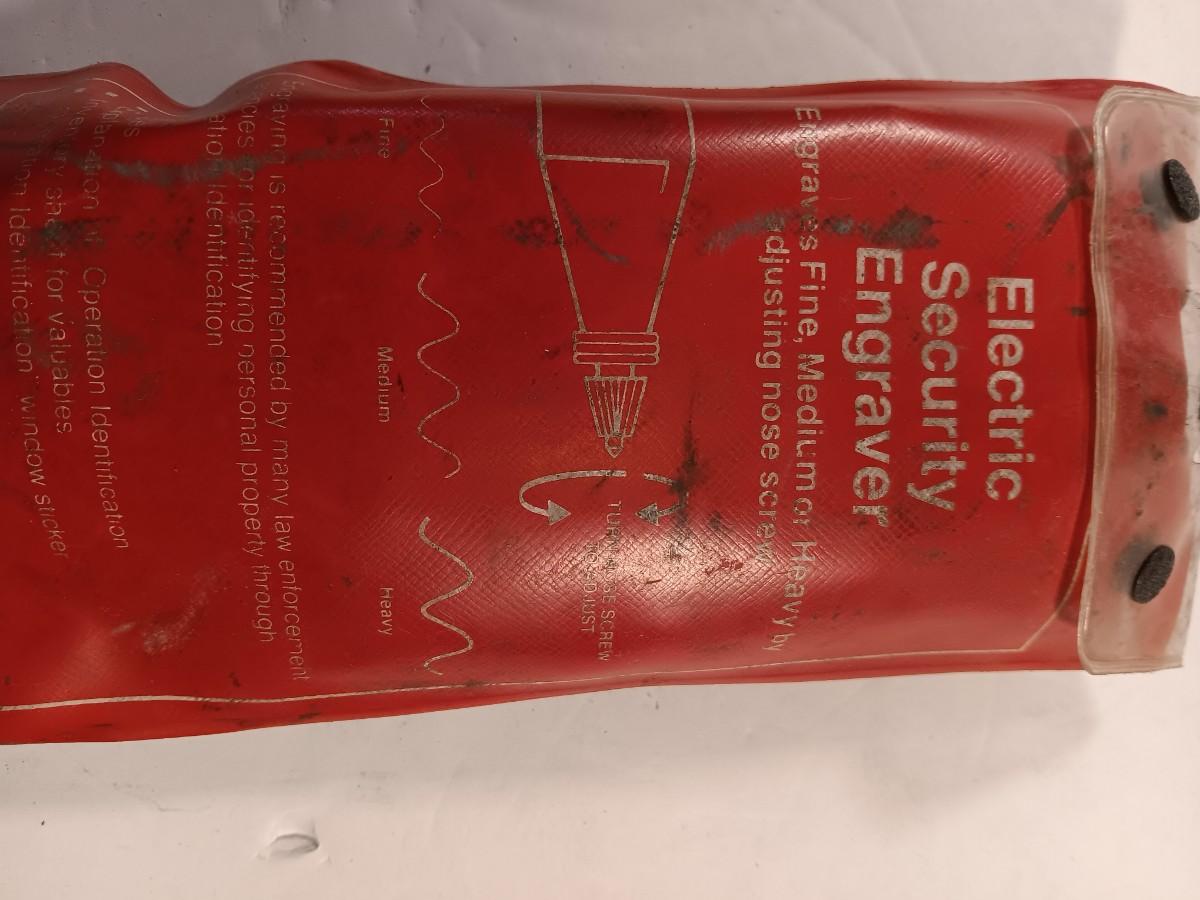 Electric
Security
Engraver
Engraves Fine, Medium or Heavy by
adjusting nose screw
TURN NOSE SCREW
TO ADJUST
Fine
Medium
Heavy
Engraving is recommended by many law enforcement
for identifying personal property through
Identification
Operation Identification
for valuables
Identification" window sticker